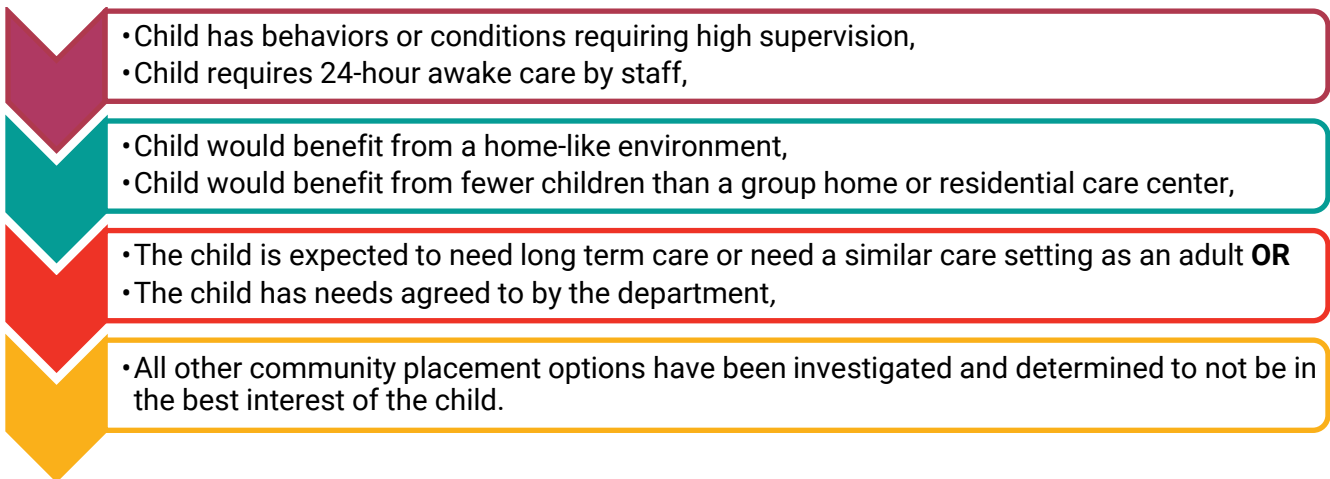 •Child has behaviors or conditions requiring high supervision,
•Child requires 24-hour awake care by staff,
•Child would benefit from a home-like environment,
•Child would benefit from fewer children than a group home or residential care center,
•The child is expected to need long term care or need a similar care setting as an adult OR
•The child has needs agreed to by the department,
•All other community placement options have been investigated and determined to not be in
the best interest of the child.